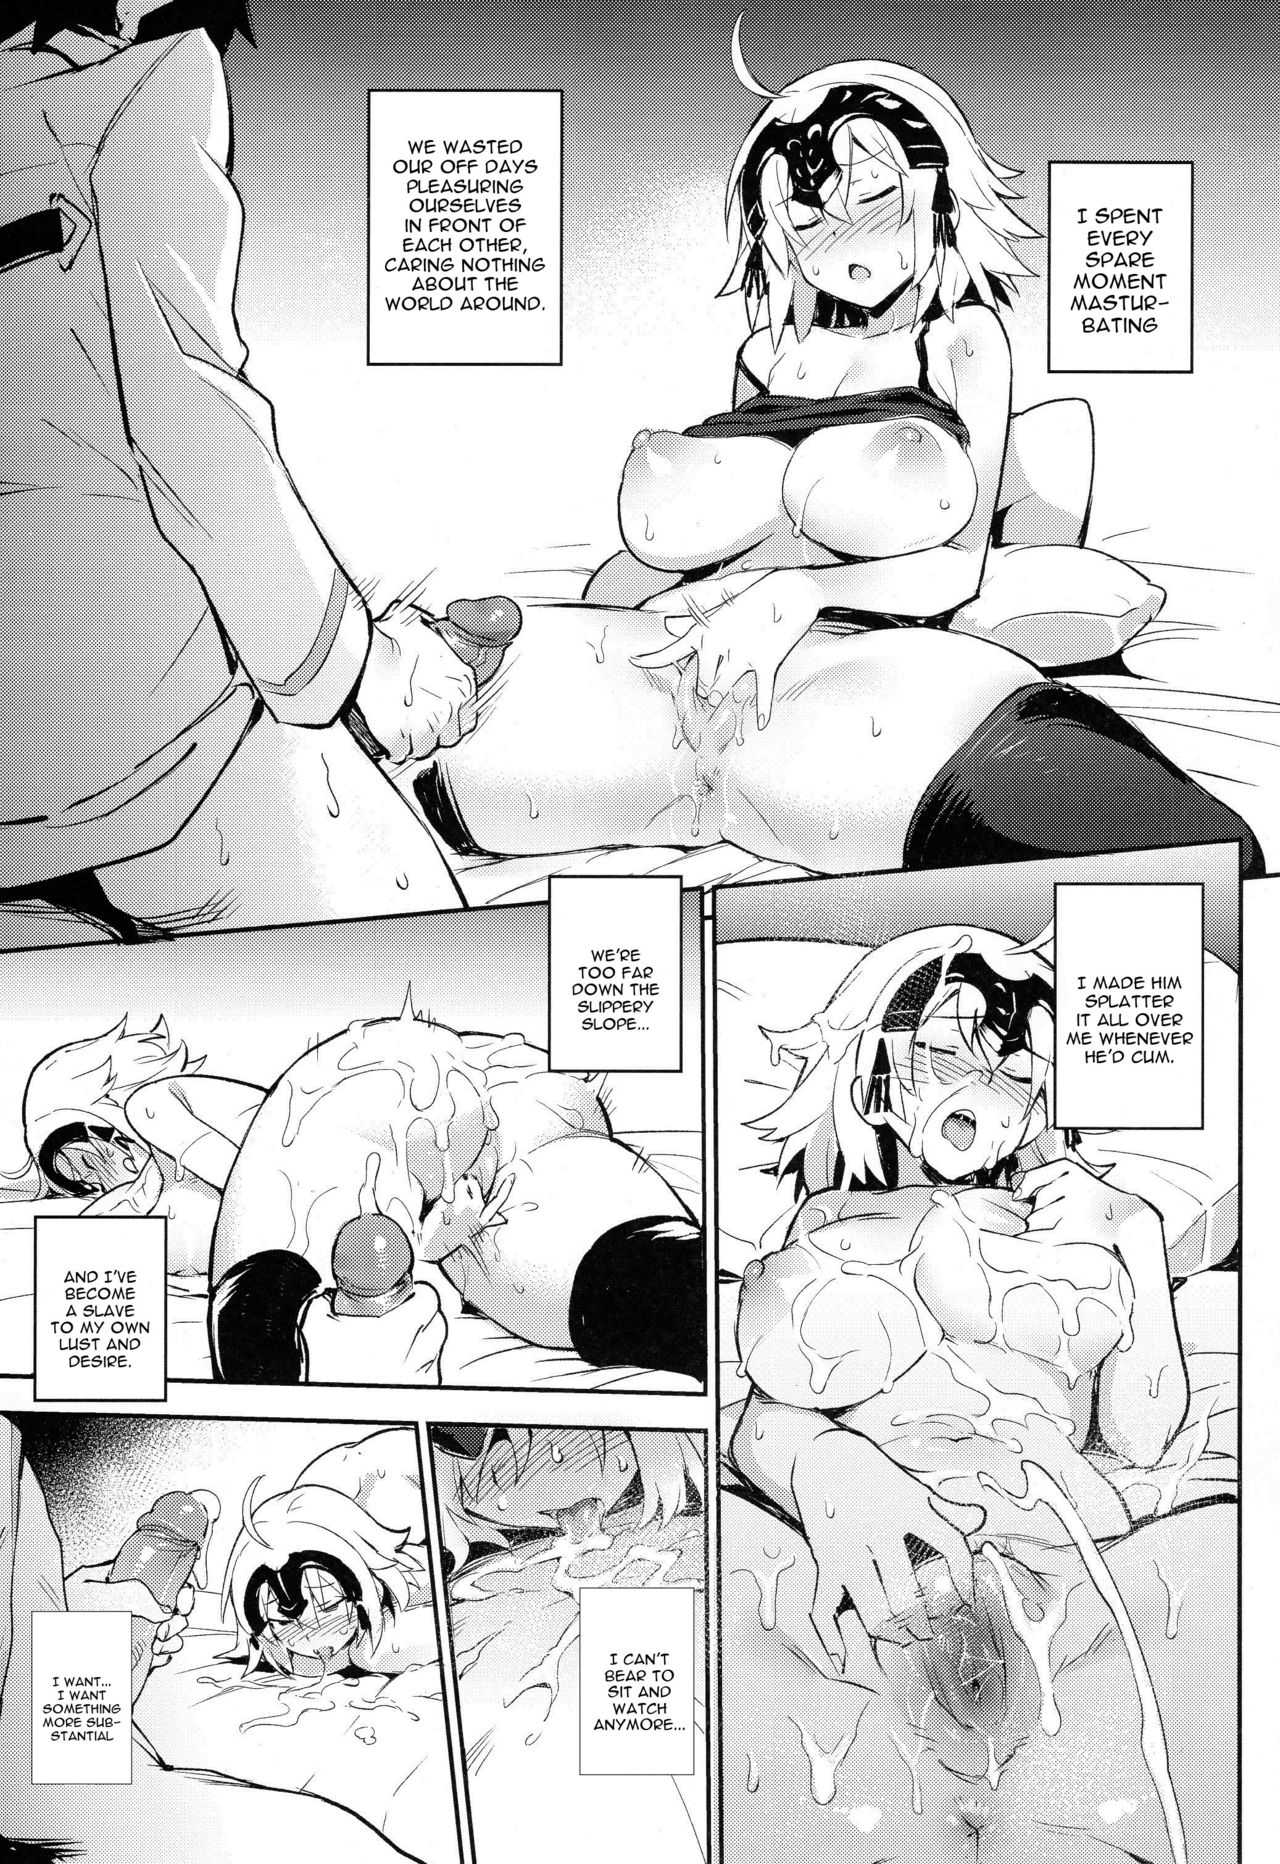 I SPENT
EVERY
SPARE
MOMENT
MASTUR-
BATING
WE WASTED
OUR OFF DAYS
PLEASURING
OURSELVES
IN FRONT OF
EACH OTHER,
CARING NOTHING
ABOUT THE
WORLD AROUND.
I MADE HIM
SPLATTER
IT ALL OVER
ME WHENEVER
HE'D CUM.
WE'RE
TOO FAR
DOWN THE
SLIPPERY
SLOPE...
AND I'VE
BECOME
A SLAVE
TO MY OWN
LUST AND
DESIRE.
I CAN'T
BEAR TO
SIT AND
WATCH
ANYMORE...
I WANT...
I WANT
SOMETHING
MORE SUB-
STANTIAL